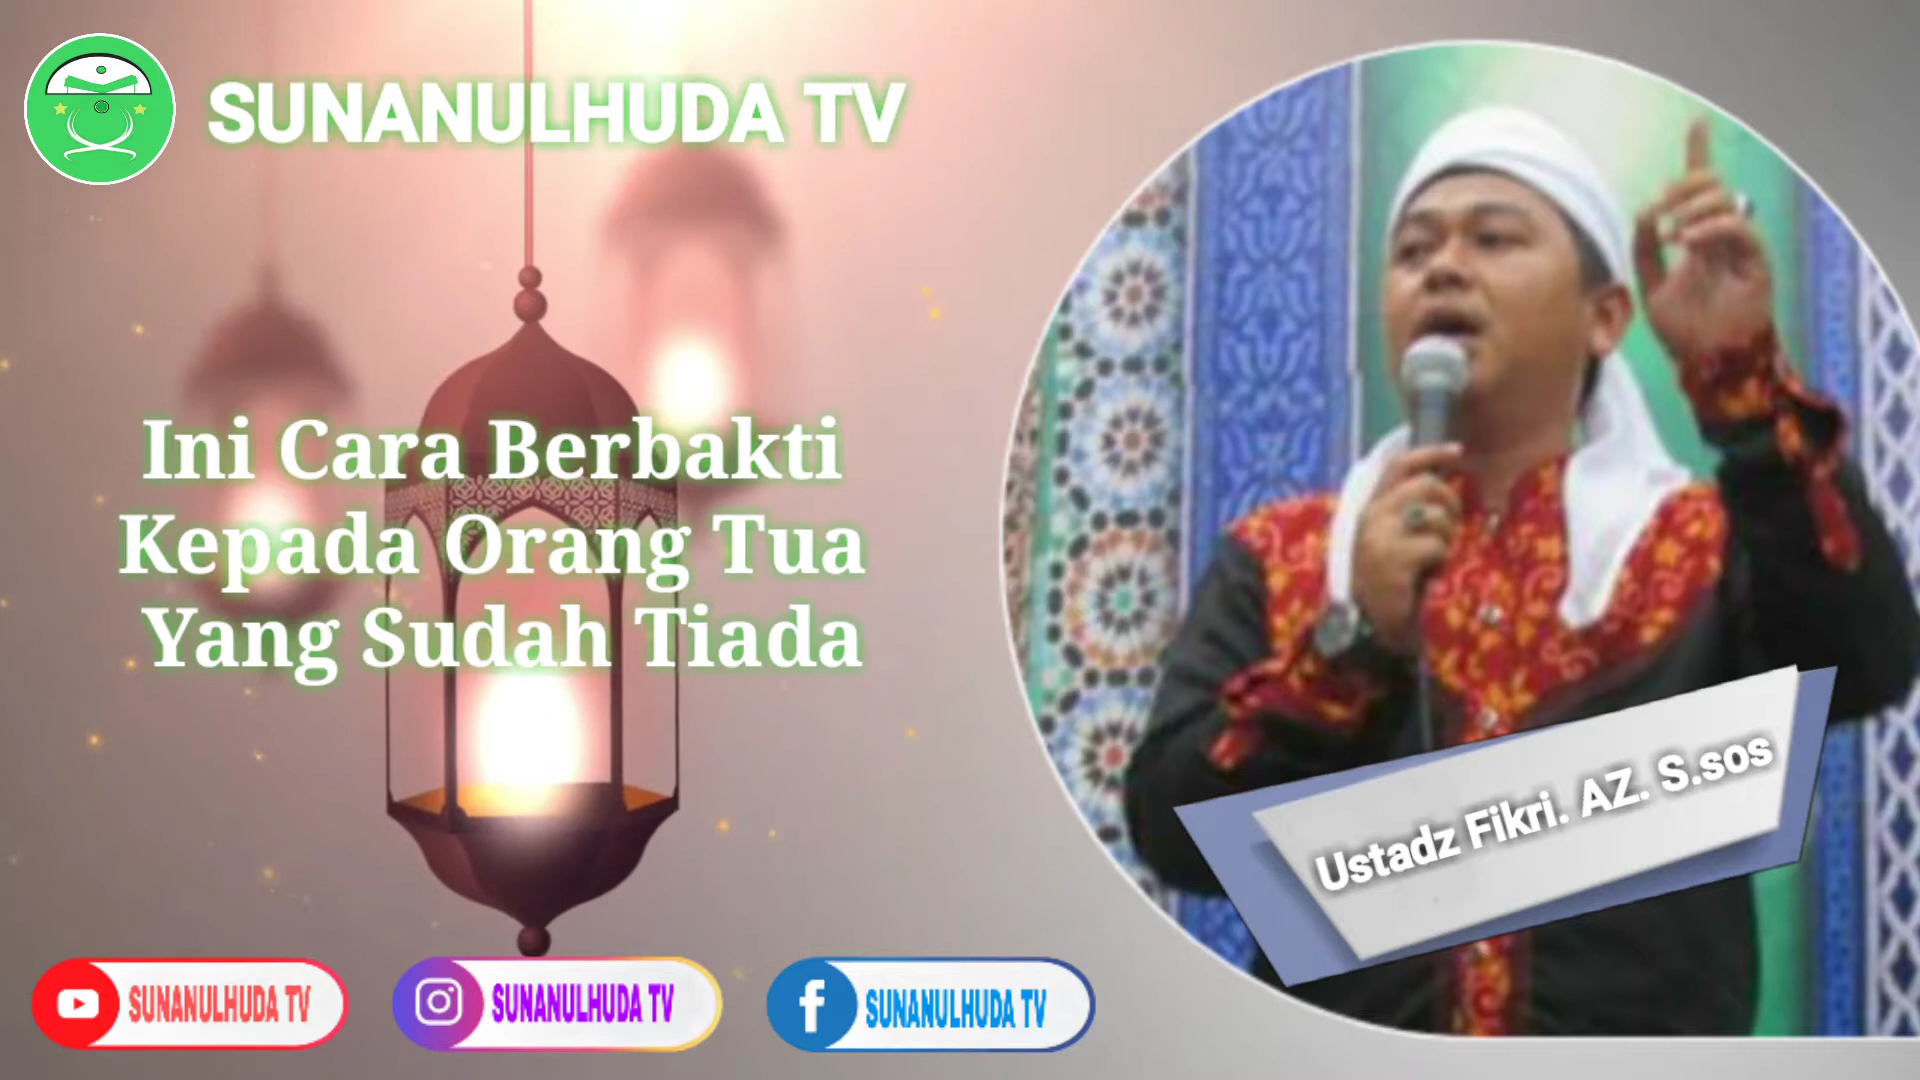 SUNANULHUDA TV
Ini Cara Berbakti
Kepada Orang Tua
Yang Sudah Tiada
Ustadz Fikri. AZ. S.sos
SUNANULHUDA TV
SUNANULHUDA TV
SUNANULHUDA TV